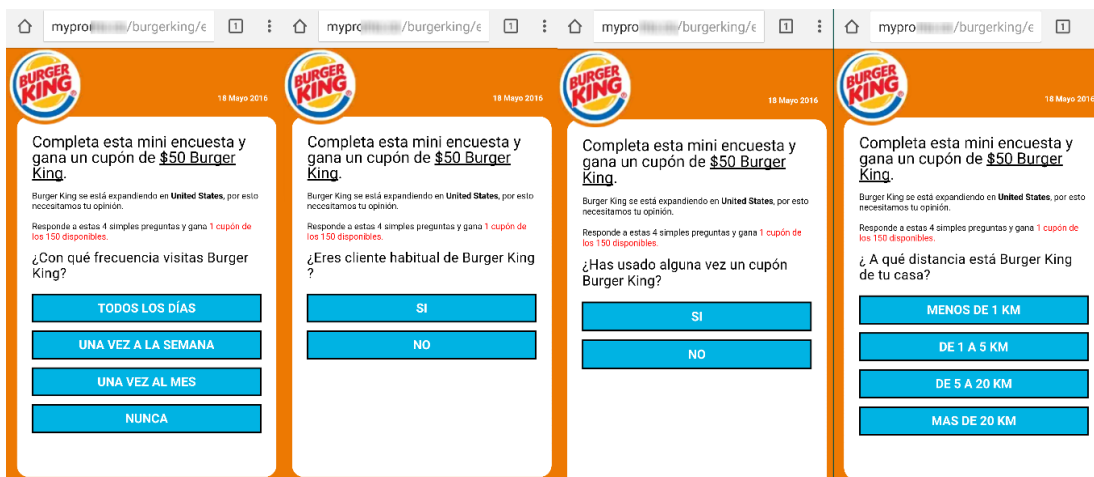 mypro /burgerking/e
1
BURGER
KING
18 Mayo 2016
Completa esta mini encuesta y
gana un cupón de $50 Burger
King.
Burger King se está expandiendo en United States, por esto
necesitamos tu opinión.
Responde a estas 4 simples preguntas y gana 1 cupón de
los 150 disponibles.
¿Con qué frecuencia visitas Burger
King?
TODOS LOS DÍAS
UNA VEZ A LA SEMANA
UNA VEZ AL MES
NUNCA
mypro /burgerking/e
1
BURGER
KING
18 Mayo 2016
Completa esta mini encuesta y
gana un cupón de $50 Burger
King.
Burger King se está expandiendo en United States, por esto
necesitamos tu opinión.
Responde a estas 4 simples preguntas y gana 1 cupón de
los 150 disponibles.
¿Eres cliente habitual de Burger King
?
SI
NO
mypro /burgerking/e
1
BURGER
KING
18 Mayo 2016
Completa esta mini encuesta y
gana un cupón de $50 Burger
King.
Burger King se está expandiendo en United States, por esto
necesitamos tu opinión.
Responde a estas 4 simples preguntas y gana 1 cupón de
los 150 disponibles.
¿Has usado alguna vez un cupón
Burger King?
SI
NO
mypro /burgerking/e
1
BURGER
KING
18 Mayo 2016
Completa esta mini encuesta y
gana un cupón de $50 Burger
King.
Burger King se está expandiendo en United States, por esto
necesitamos tu opinión.
Responde a estas 4 simples preguntas y gana 1 cupón de
los 150 disponibles.
¿ A qué distancia está Burger King
de tu casa?
MENOS DE 1 KM
DE 1 A 5 KM
DE 5 A 20 KM
MAS DE 20 KM